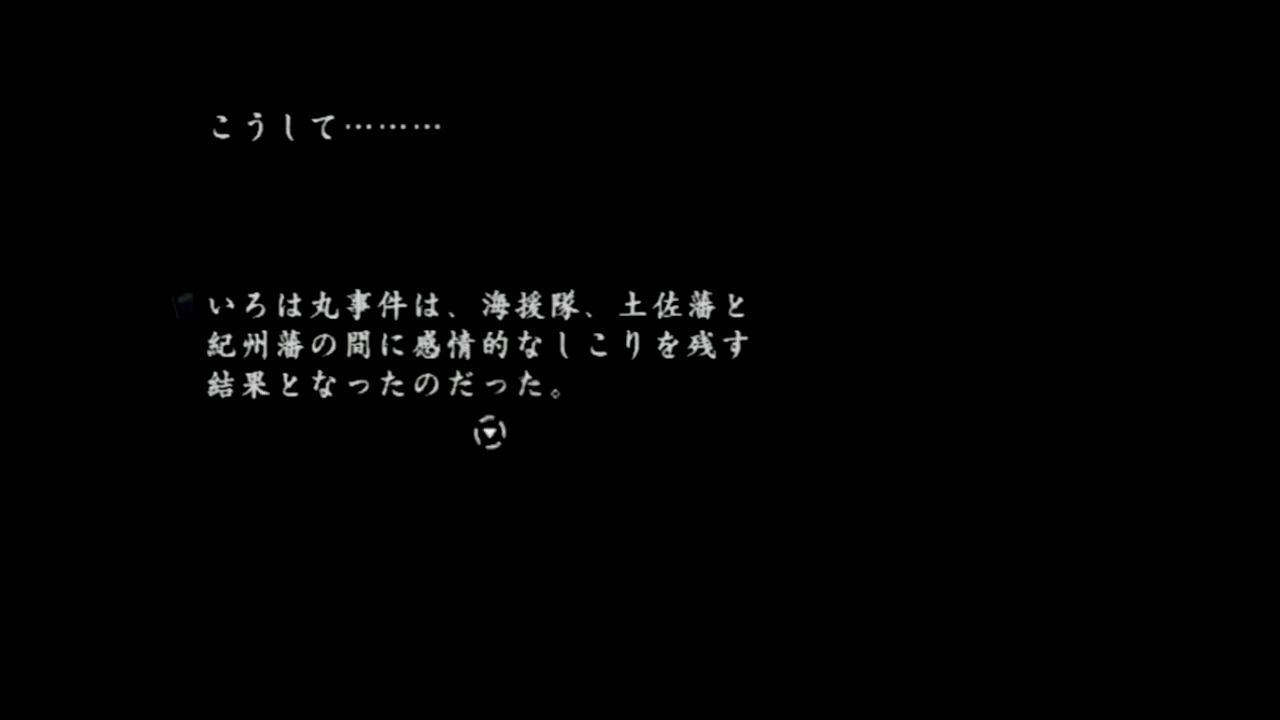 こうして………
いろは丸事件は、海援隊、土佐藩と
紀州藩の間に感情的なしこりを残す
結果となったのだった。